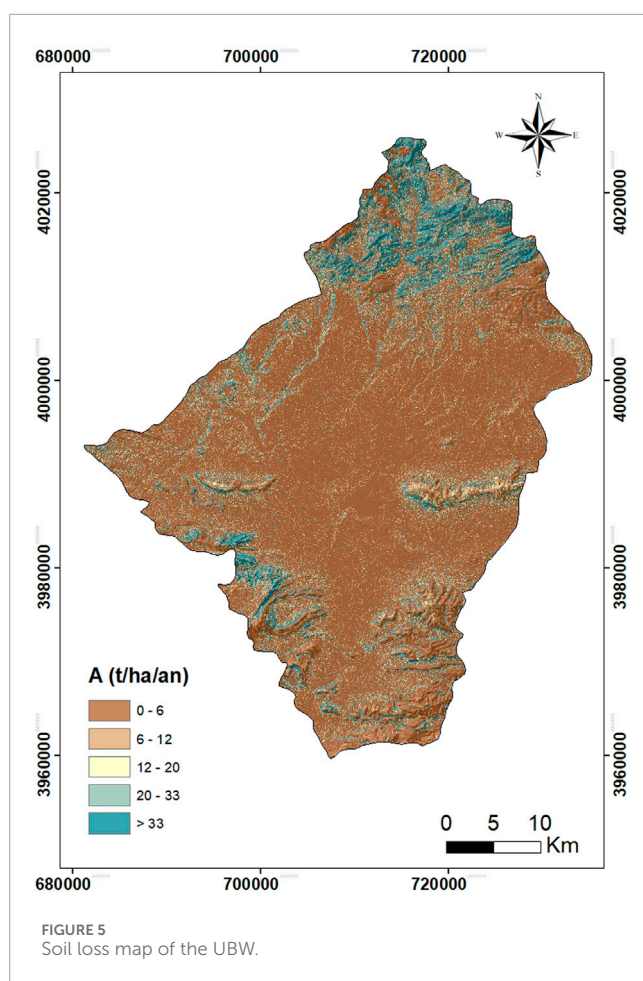 680000 700000 720000
N
W E
S
4020000 4020000
4000000 4000000
3980000 3980000
3960000 3960000
A (t/ha/an)
0 - 6
6 - 12
12 - 20
20 - 33
> 33
0 5 10
Km
680000 700000 720000
FIGURE 5
Soil loss map of the UBW.